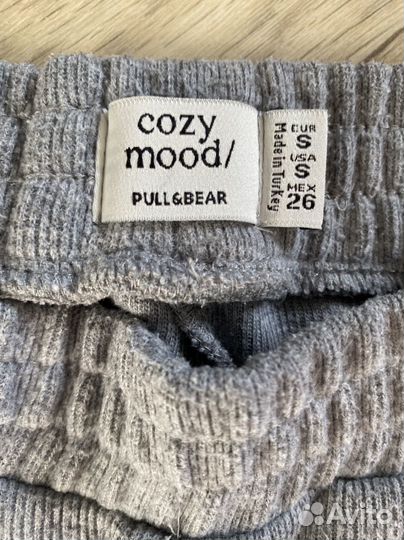 cozy
mood/
PULL&BEAR
EUR
S
USA
S
MEX
26
Made in Turkey
Avito